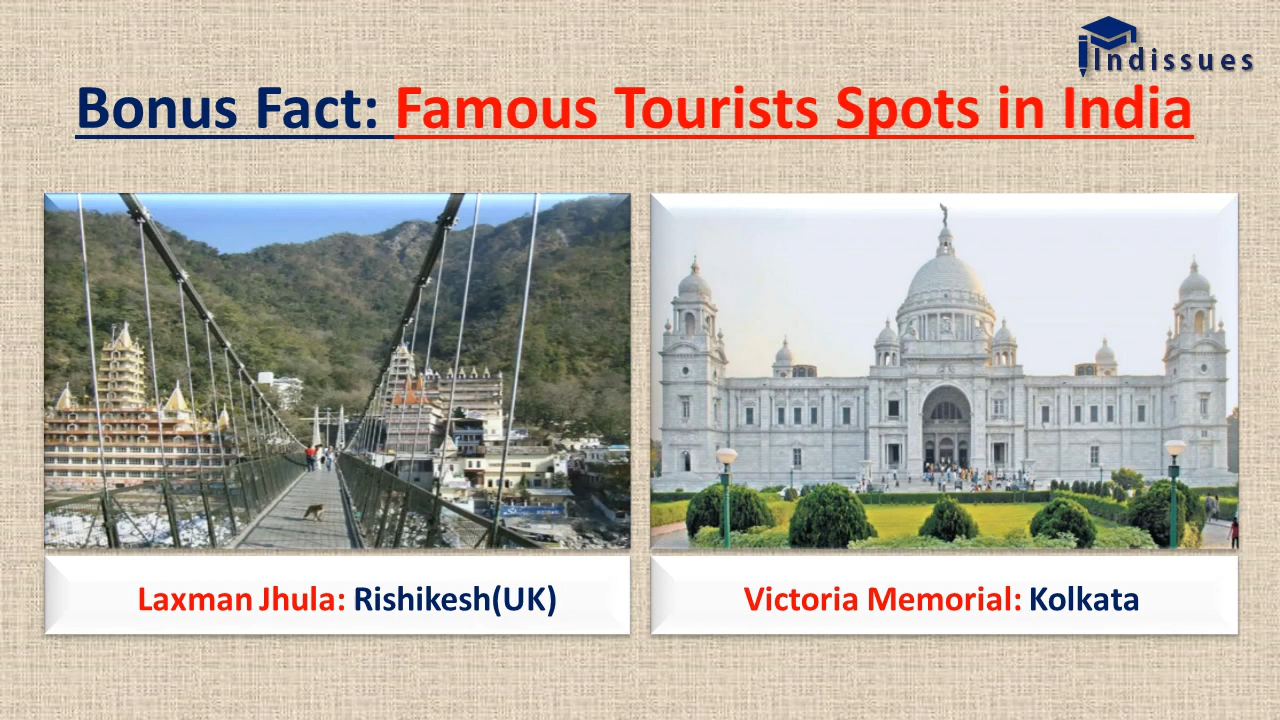 Indissues
Bonus Fact: Famous Tourists Spots in India
Laxman Jhula: Rishikesh(UK)
Victoria Memorial: Kolkata